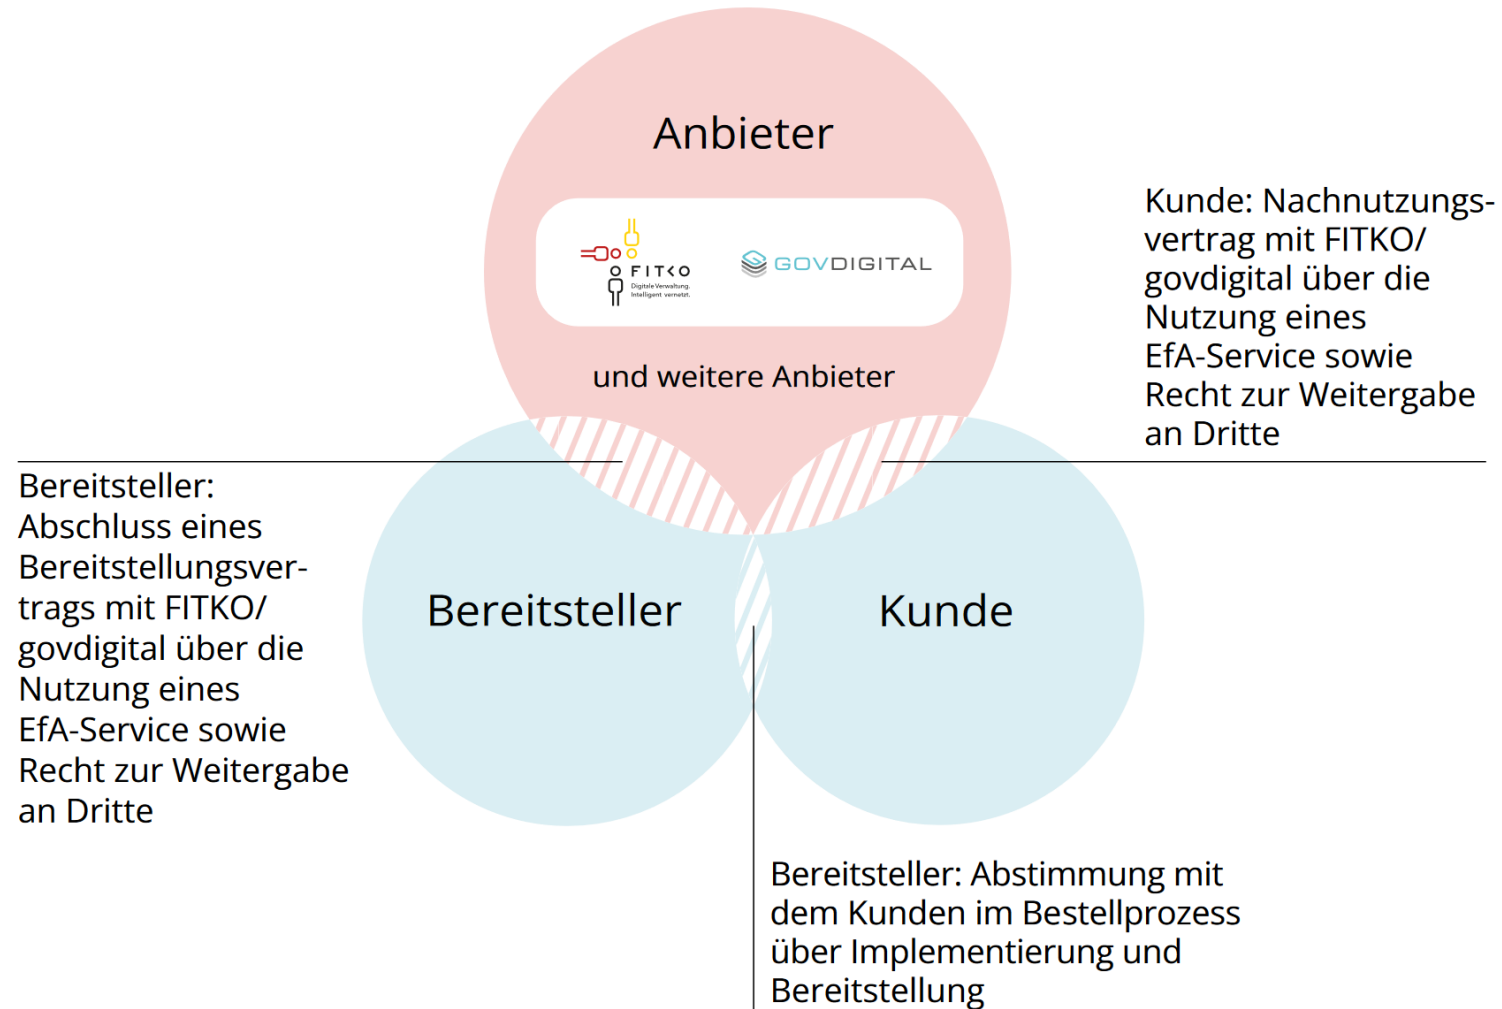 Anbieter
FITKO
Digitale Verwaltung.
Intelligent vernetzt.
GOVDIGITAL
und weitere Anbieter
Kunde: Nachnutzungs-
vertrag mit FITKO/
govdigital über die
Nutzung eines
EfA-Service sowie
Recht zur Weitergabe
an Dritte
Bereitsteller:
Abschluss eines
Bereitstellungsver-
trags mit FITKO/
govdigital über die
Nutzung eines
EfA-Service sowie
Recht zur Weitergabe
an Dritte
Bereitsteller
Kunde
Bereitsteller: Abstimmung mit
dem Kunden im Bestellprozess
über Implementierung und
Bereitstellung